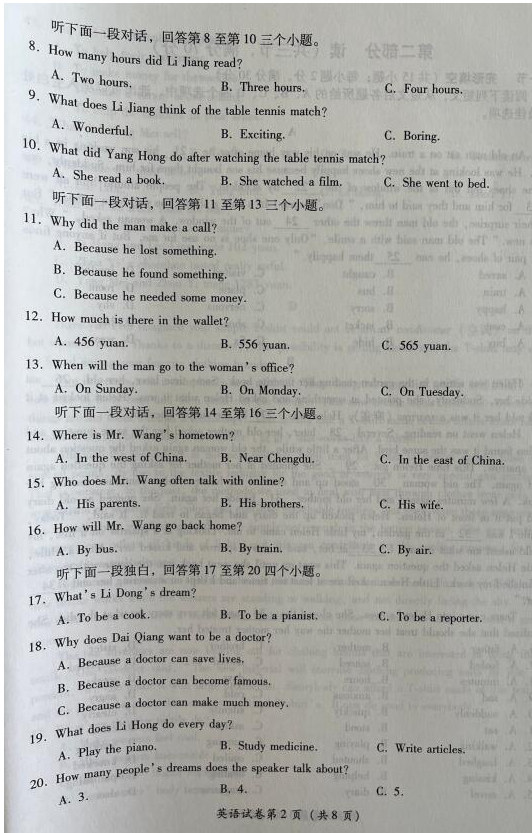 听下面一段对话，回答第 8 至第 10 三个小题。
8. How many hours did Li Jiang read?
A. Two hours. B. Three hours. C. Four hours.
9. What does Li Jiang think of the table tennis match?
A. Wonderful. B. Exciting. C. Boring.
10. What did Yang Hong do after watching the table tennis match?
A. She read a book. B. She watched a film. C. She went to bed.
听下面一段对话，回答第 11 至第 13 三个小题。
11. Why did the man make a call?
A. Because he lost something.
B. Because he found something.
C. Because he needed some money.
12. How much is there in the wallet?
A. 456 yuan. B. 556 yuan. C. 565 yuan.
13. When will the man go to the woman's office?
A. On Sunday. B. On Monday. C. On Tuesday.
听下面一段对话，回答第 14 至第 16 三个小题。
14. Where is Mr. Wang's hometown?
A. In the west of China. B. Near Chengdu. C. In the east of China.
15. Who does Mr. Wang often talk with online?
A. His parents. B. His brothers. C. His wife.
16. How will Mr. Wang go back home?
A. By bus. B. By train. C. By air.
听下面一段独白，回答第 17 至第 20 四个小题。
17. What's Li Dong's dream?
A. To be a cook. B. To be a pianist. C. To be a reporter.
18. Why does Dai Qiang want to be a doctor?
A. Because a doctor can save lives.
B. Because a doctor can become famous.
C. Because a doctor can make much money.
19. What does Li Hong do every day?
A. Play the piano. B. Study medicine. C. Write articles.
20. How many people's dreams does the speaker talk about?
A. 3. B. 4. C. 5.
英语试卷第 2 页（共 8 页）